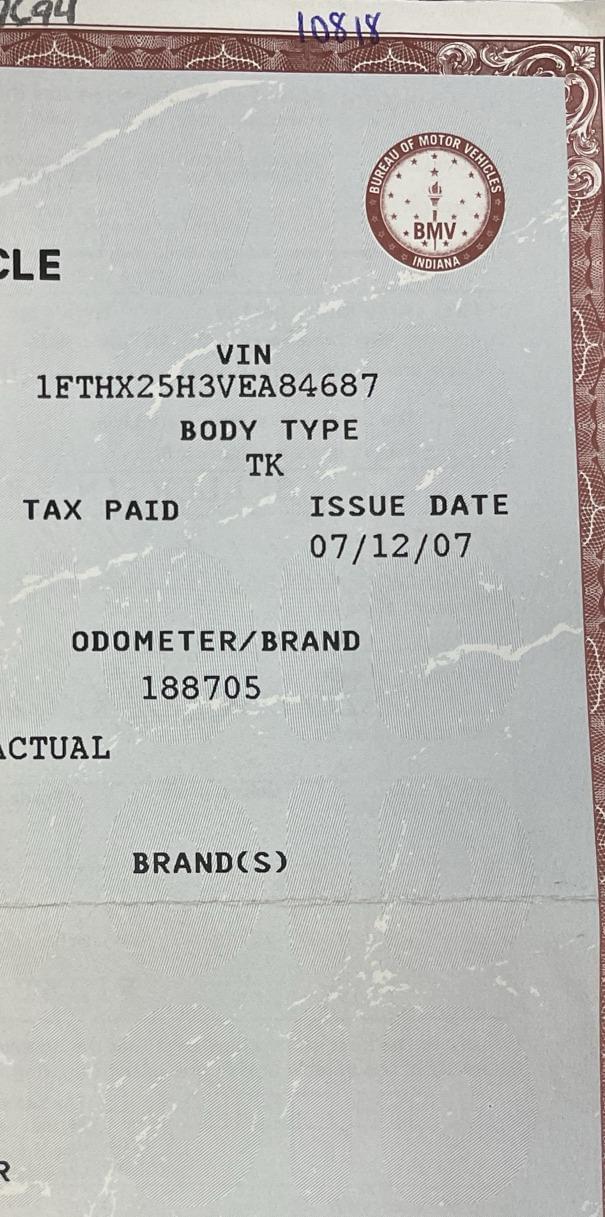 10818
BUREAU OF MOTOR VEHICLES
BMV
INDIANA
CLE
VIN
1FTHX25H3VEA84687
BODY TYPE
TK
TAX PAID ISSUE DATE
07/12/07
ODOMETER/BRAND
188705
ACTUAL
BRAND(S)
R